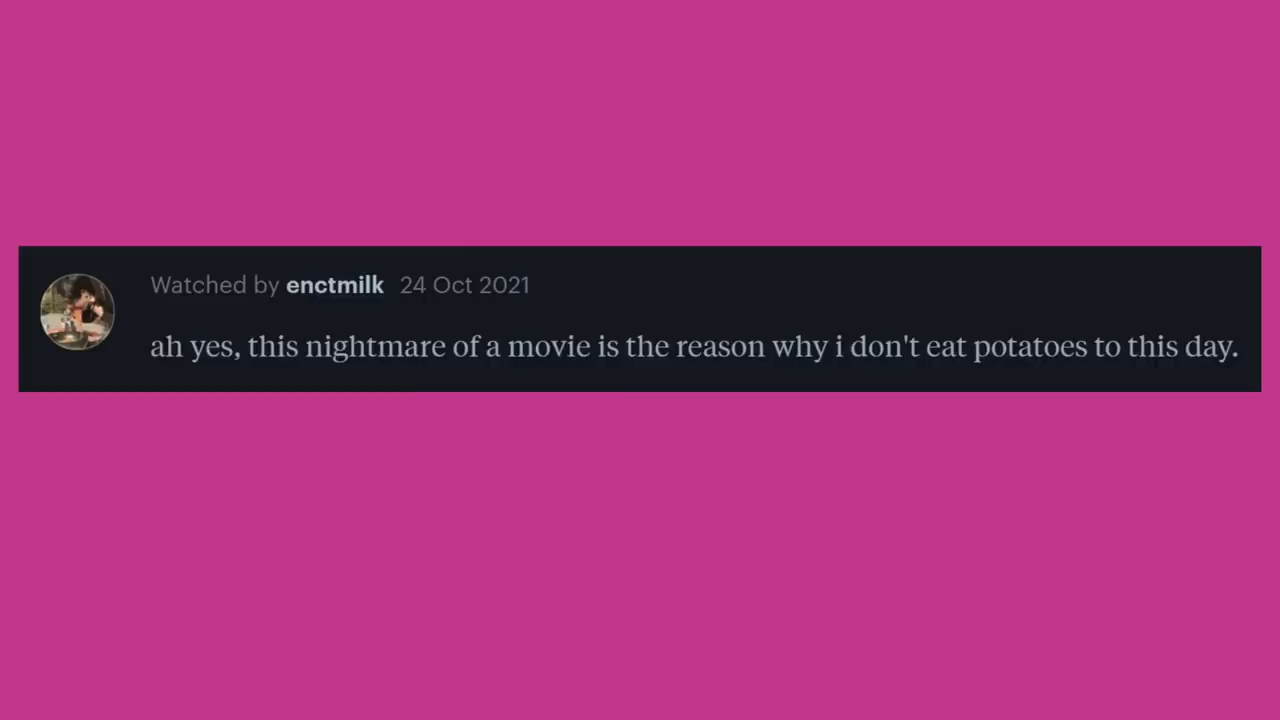 Watched by enctmilk 24 Oct 2021
ah yes, this nightmare of a movie is the reason why i don't eat potatoes to this day.